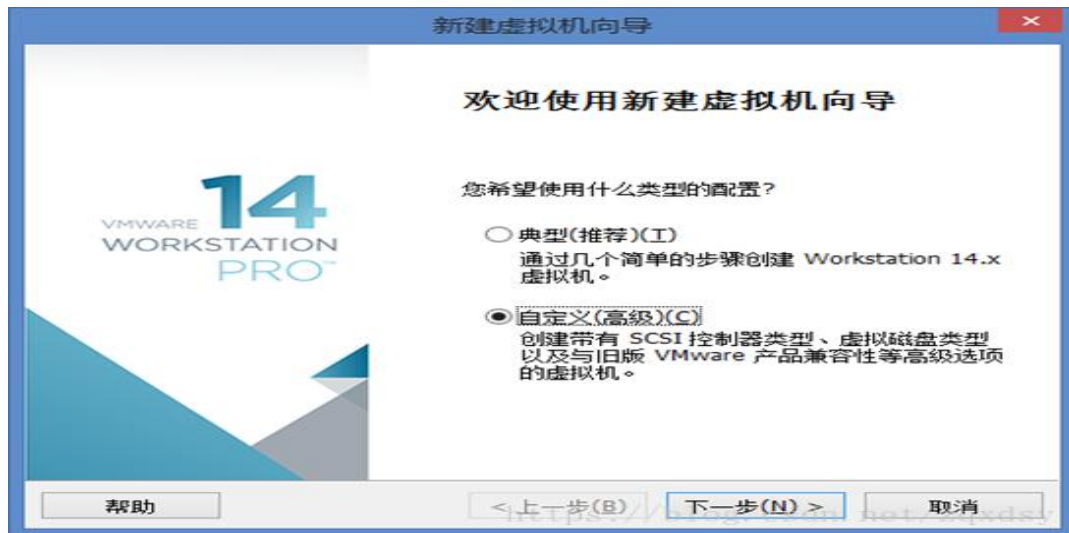 新建虚拟机向导
欢迎使用新建虚拟机向导
14
VMWARE
WORKSTATION
PRO™
您希望使用什么类型的配置?
典型(推荐)(T)
通过几个简单的步骤创建 Workstation 14.x
虚拟机。
自定义(高级)(C)
创建带有 SCSI 控制器类型、虚拟磁盘类型
以及与旧版 VMware 产品兼容性等高级选项
的虚拟机。
帮助
<上一步(B)
下一步(N) >
取消